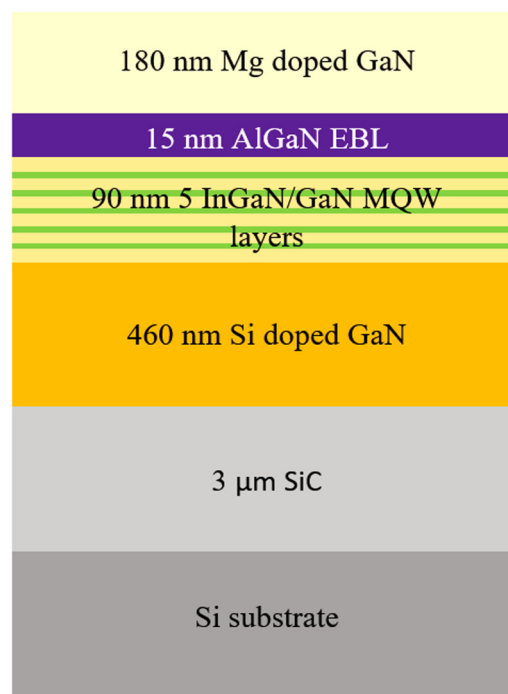 180 nm Mg doped GaN
15 nm AlGaN EBL
90 nm 5 InGaN/GaN MQW
layers
460 nm Si doped GaN
3 μm SiC
Si substrate